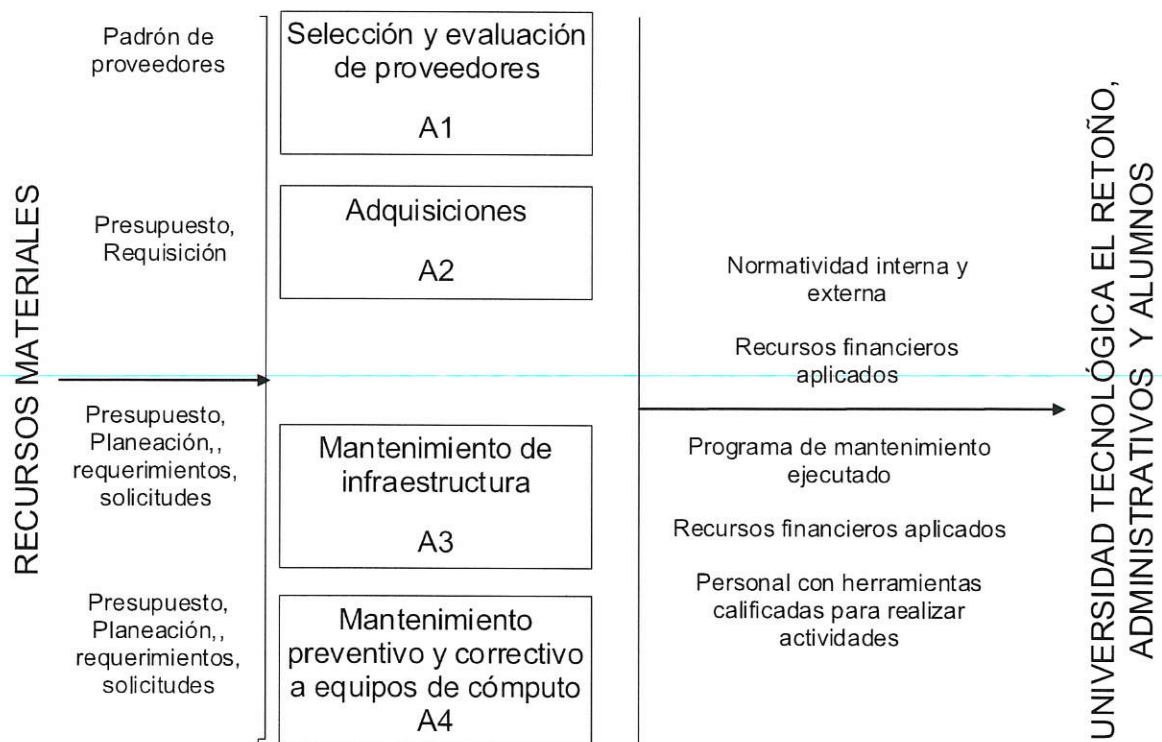 RECURSOS MATERIALES
Padrón de
proveedores
Presupuesto,
Requisición
Presupuesto,
Planeación,,
requerimientos,
solicitudes
Presupuesto,
Planeación,,
requerimientos,
solicitudes
Selección y evaluación
de proveedores
A1
Adquisiciones
A2
Mantenimiento de
infraestructura
A3
Mantenimiento
preventivo y correctivo
a equipos de cómputo
A4
Normatividad interna y
externa
Recursos financieros
aplicados
Programa de mantenimiento
ejecutado
Recursos financieros aplicados
Personal con herramientas
calificadas para realizar
actividades
UNIVERSIDAD TECNOLÓGICA EL RETOÑO,
ADMINISTRATIVOS Y ALUMNOS